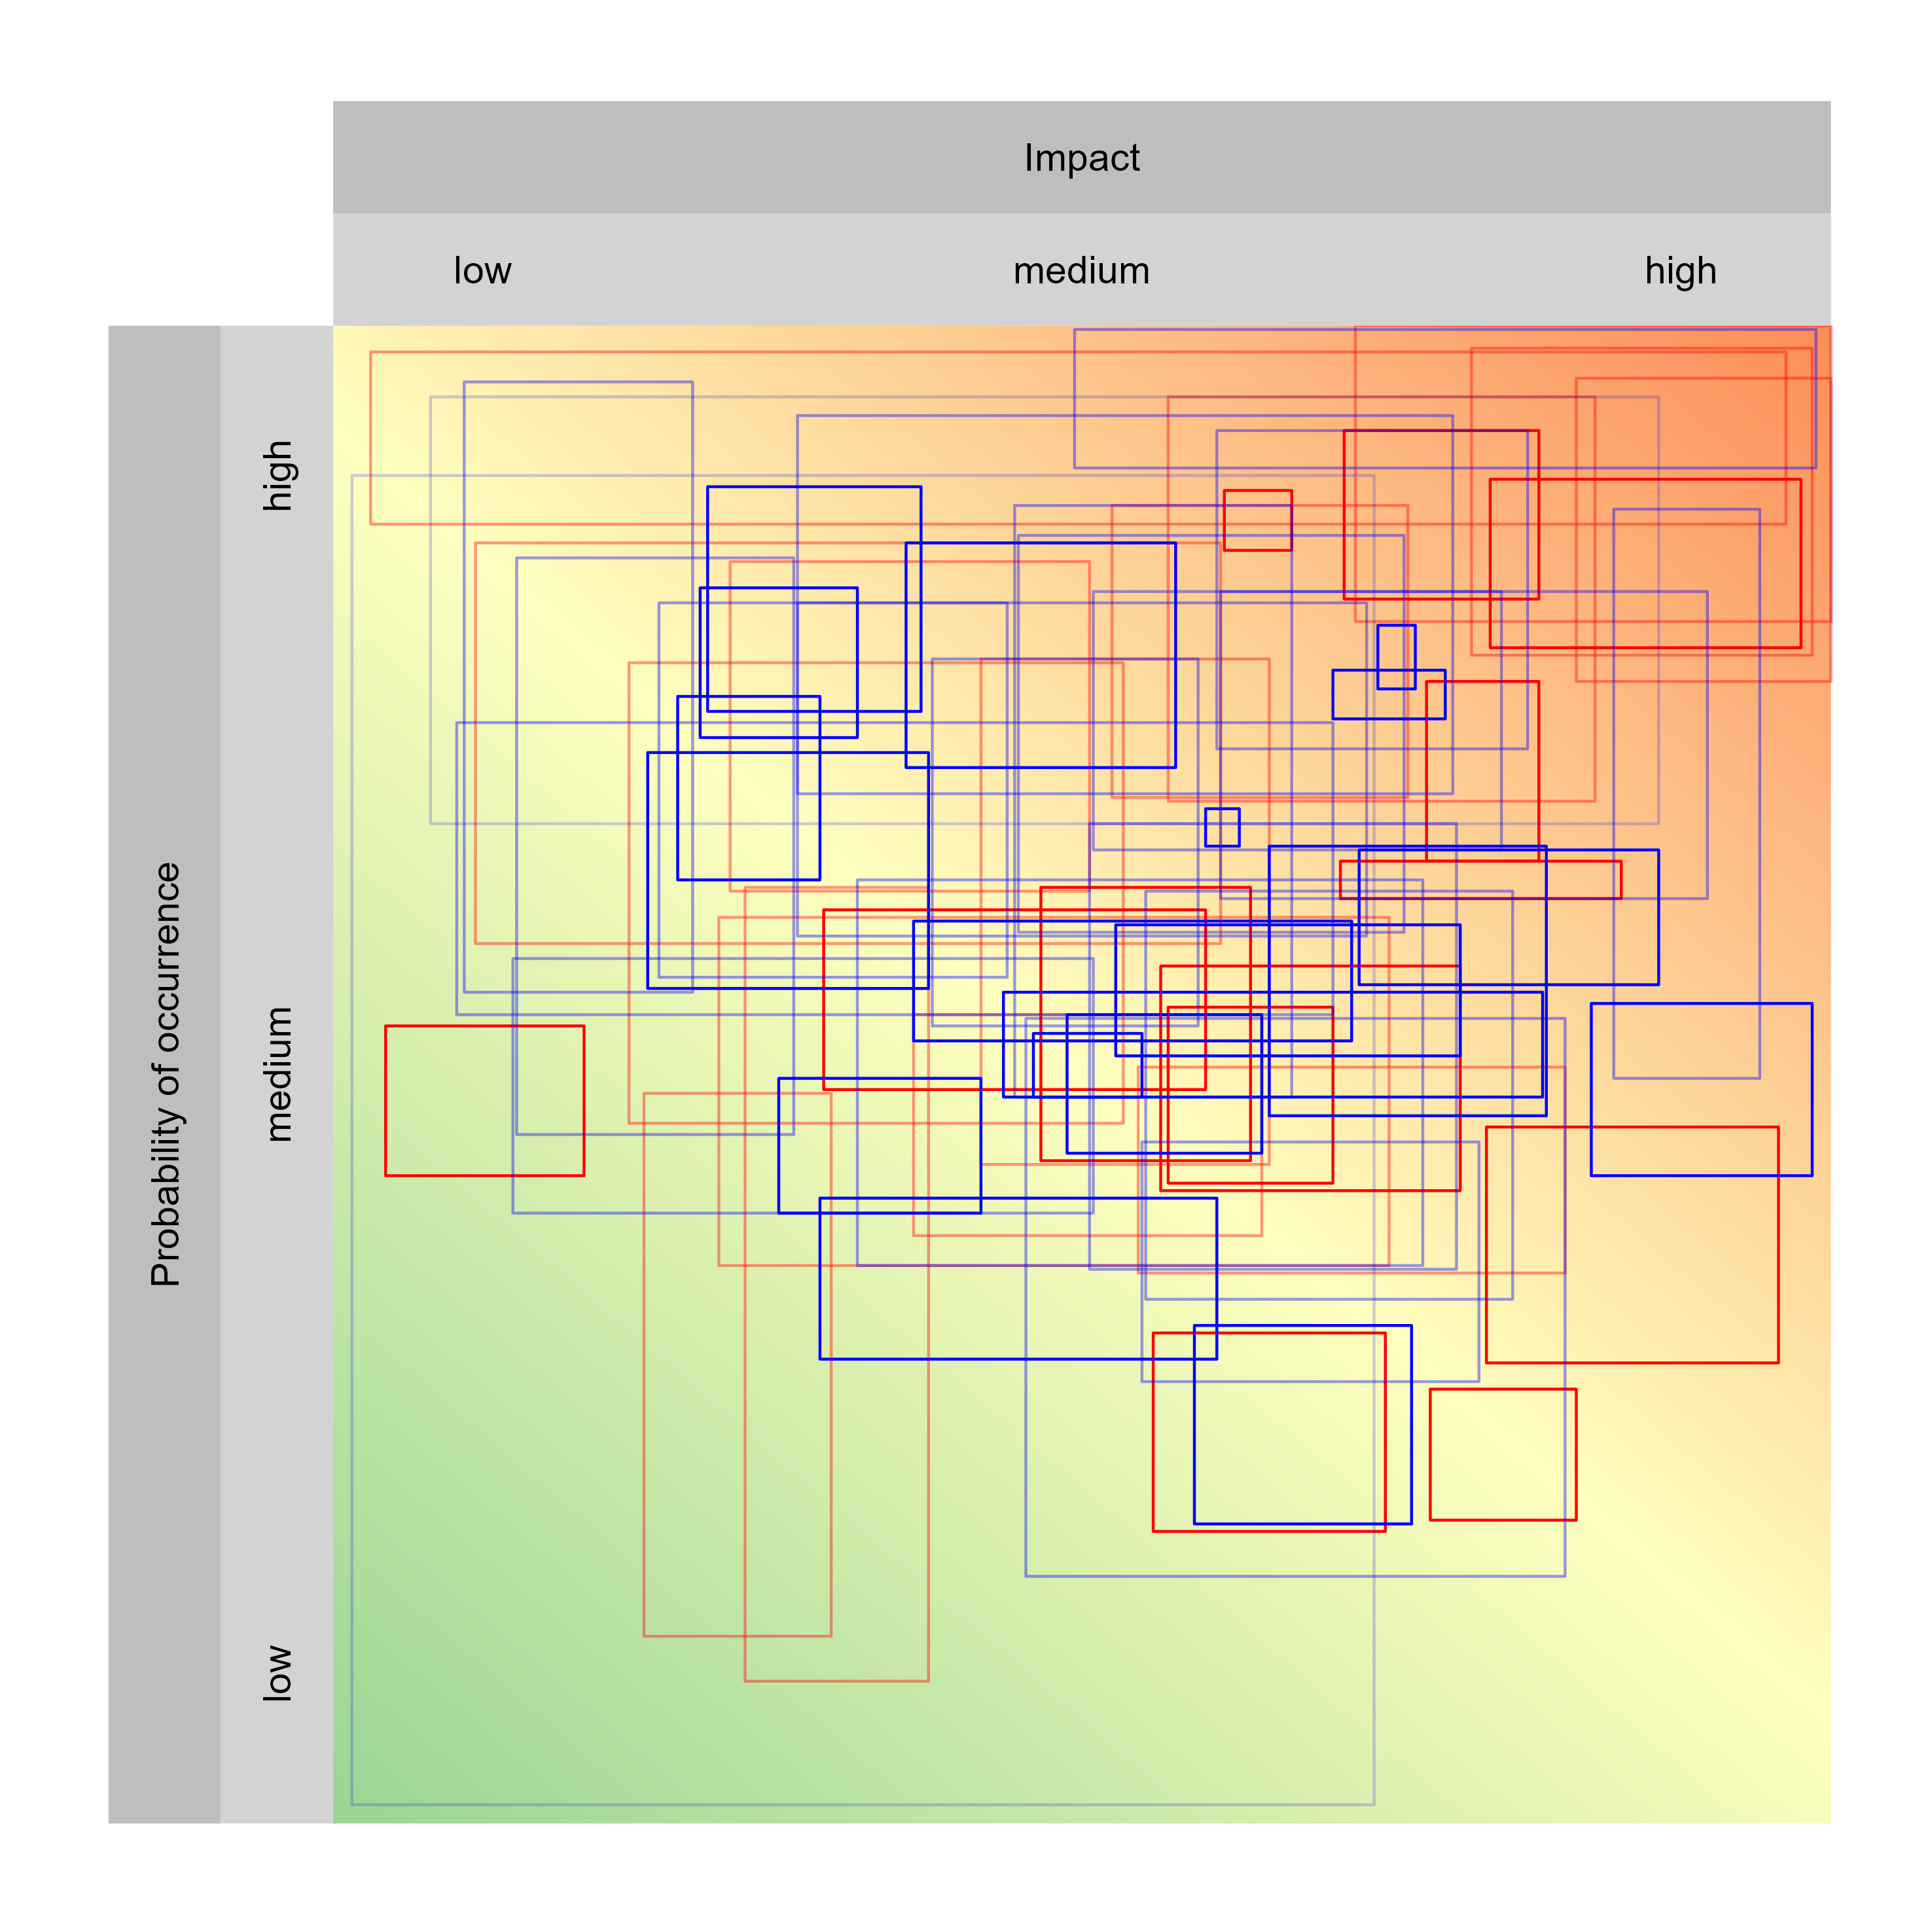 Impact
low
medium
high
Probability of occurrence
high
medium
low